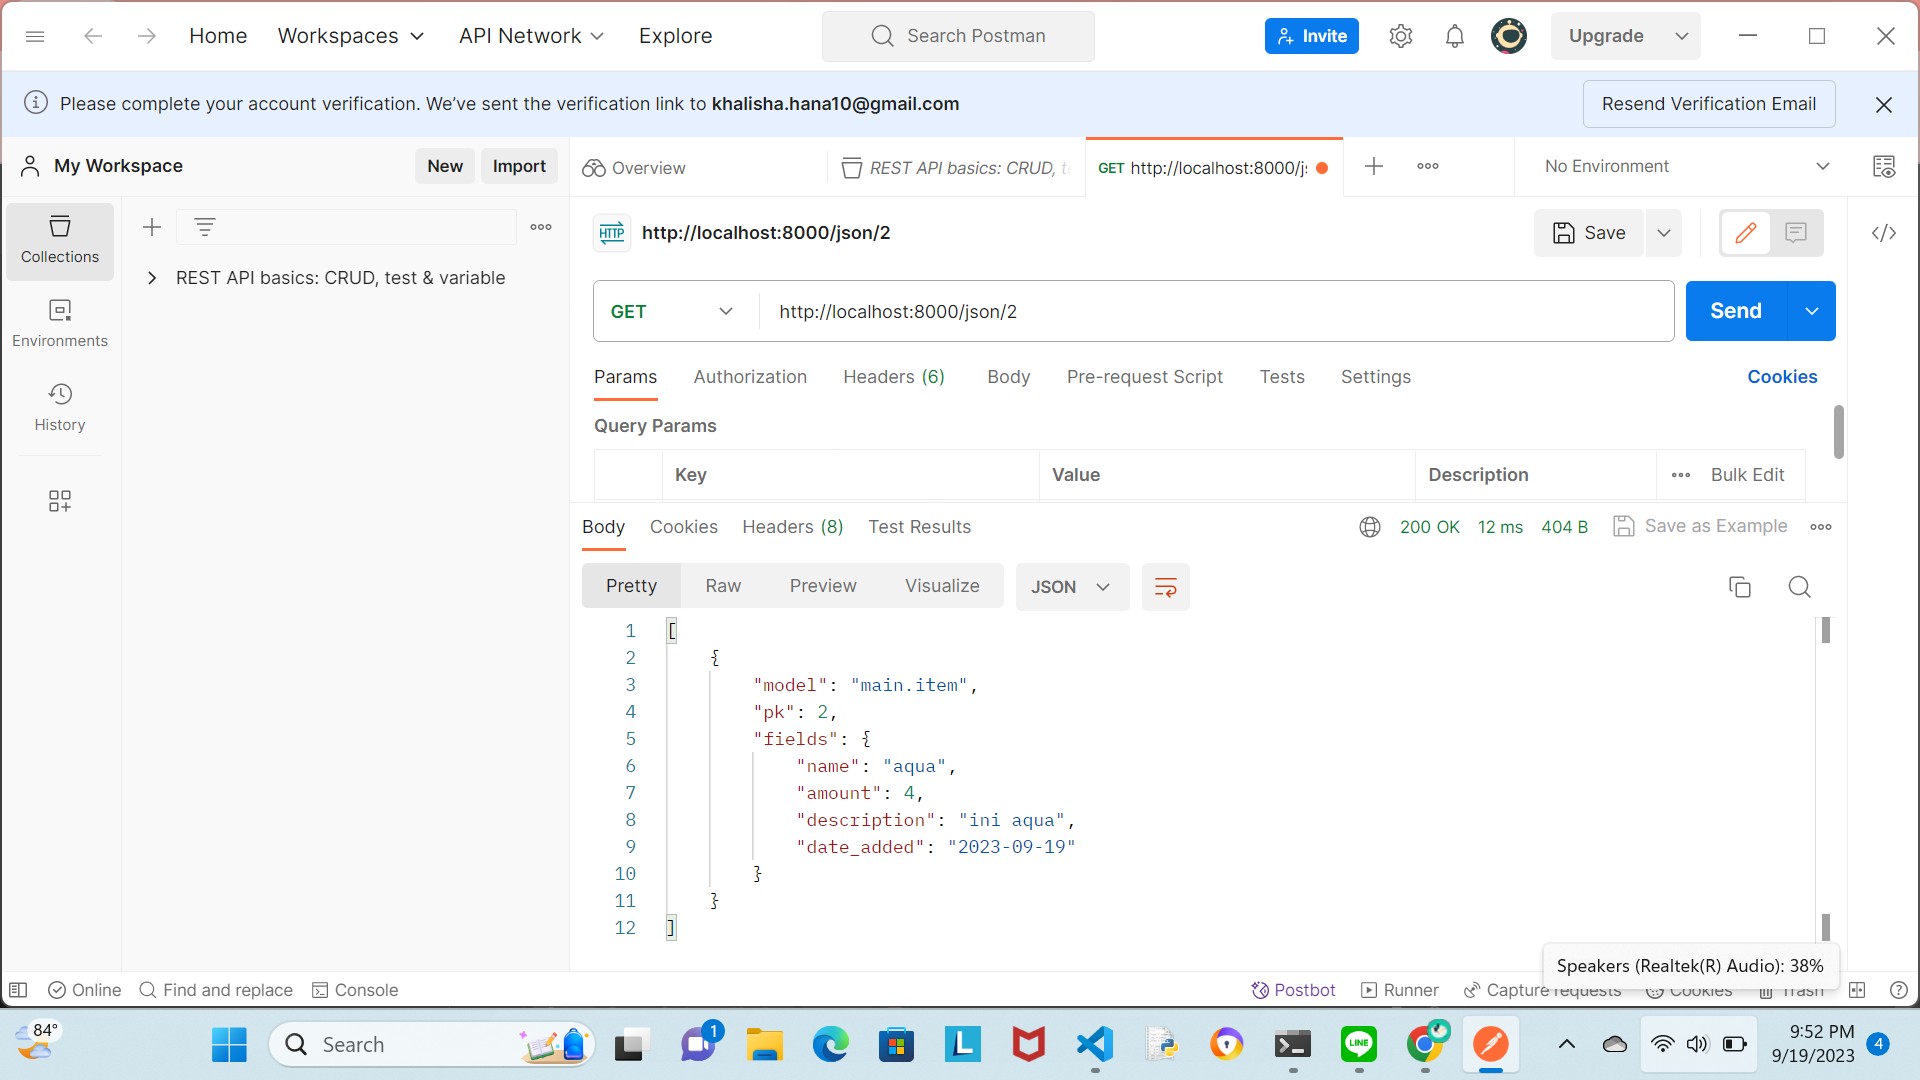 Home Workspaces API Network Explore Search Postman Invite Upgrade
Please complete your account verification. We've sent the verification link to khalisha.hana10@gmail.com Resend Verification Email
My Workspace New Import Overview REST API basics: CRUD, te GET http://localhost:8000/j No Environment
Collections
Environments
History
REST API basics: CRUD, test & variable
HTTP http://localhost:8000/json/2 Save
GET http://localhost:8000/json/2 Send
Params Authorization Headers (6) Body Pre-request Script Tests Settings Cookies
Query Params
Key Value Description Bulk Edit
Body Cookies Headers (8) Test Results 200 OK 12 ms 404 B Save as Example
Pretty Raw Preview Visualize JSON
1 [
2 {
3 "model": "main.item",
4 "pk": 2,
5 "fields": {
6 "name": "aqua",
7 "amount": 4,
8 "description": "ini aqua",
9 "date_added": "2023-09-19"
10 }
11 }
12 ]
Speakers (Realtek(R) Audio): 38%
Online Find and replace Console Postbot Runner Capture requests Cookies Trash
84° Search 1 L LINE 9:52 PM
9/19/2023 4